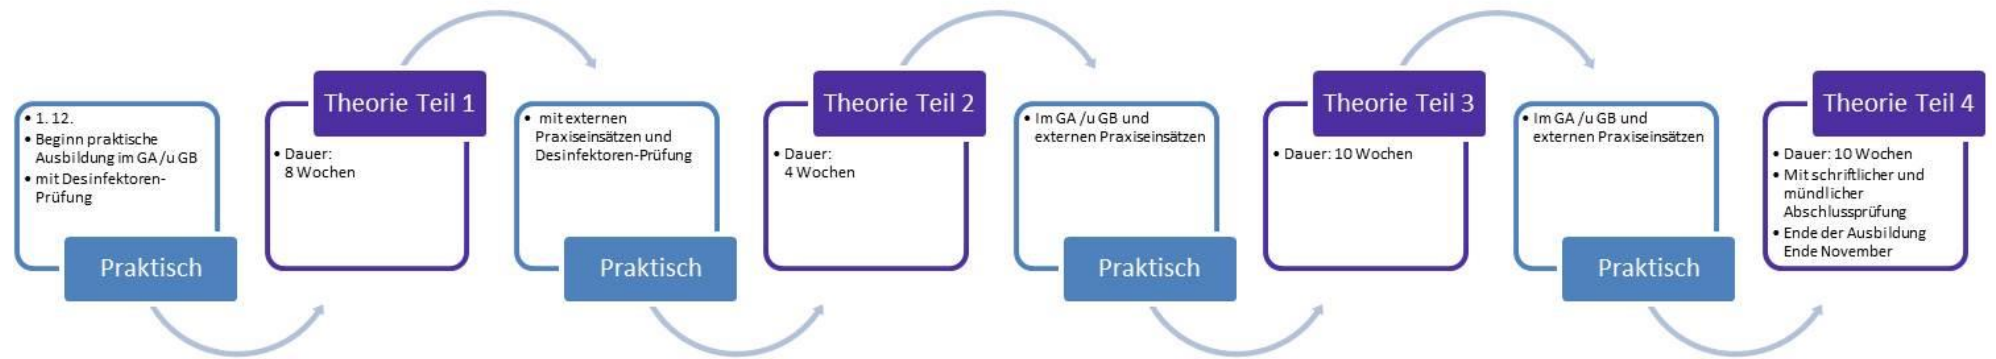 • 1. 12.
• Beginn praktische
Ausbildung im GA /u GB
• mit Desinfektoren-
Prüfung
Praktisch
Theorie Teil 1
• Dauer:
8 Wochen
• mit externen
Praxiseinsätzen und
Desinfektoren-Prüfung
Praktisch
Theorie Teil 2
• Dauer:
4 Wochen
• Im GA /u GB und
externen Praxiseinsätzen
Praktisch
Theorie Teil 3
• Dauer: 10 Wochen
• Im GA /u GB und
externen Praxiseinsätzen
Praktisch
Theorie Teil 4
• Dauer: 10 Wochen
• Mit schriftlicher und
mündlicher
Abschlussprüfung
• Ende der Ausbildung
Ende November